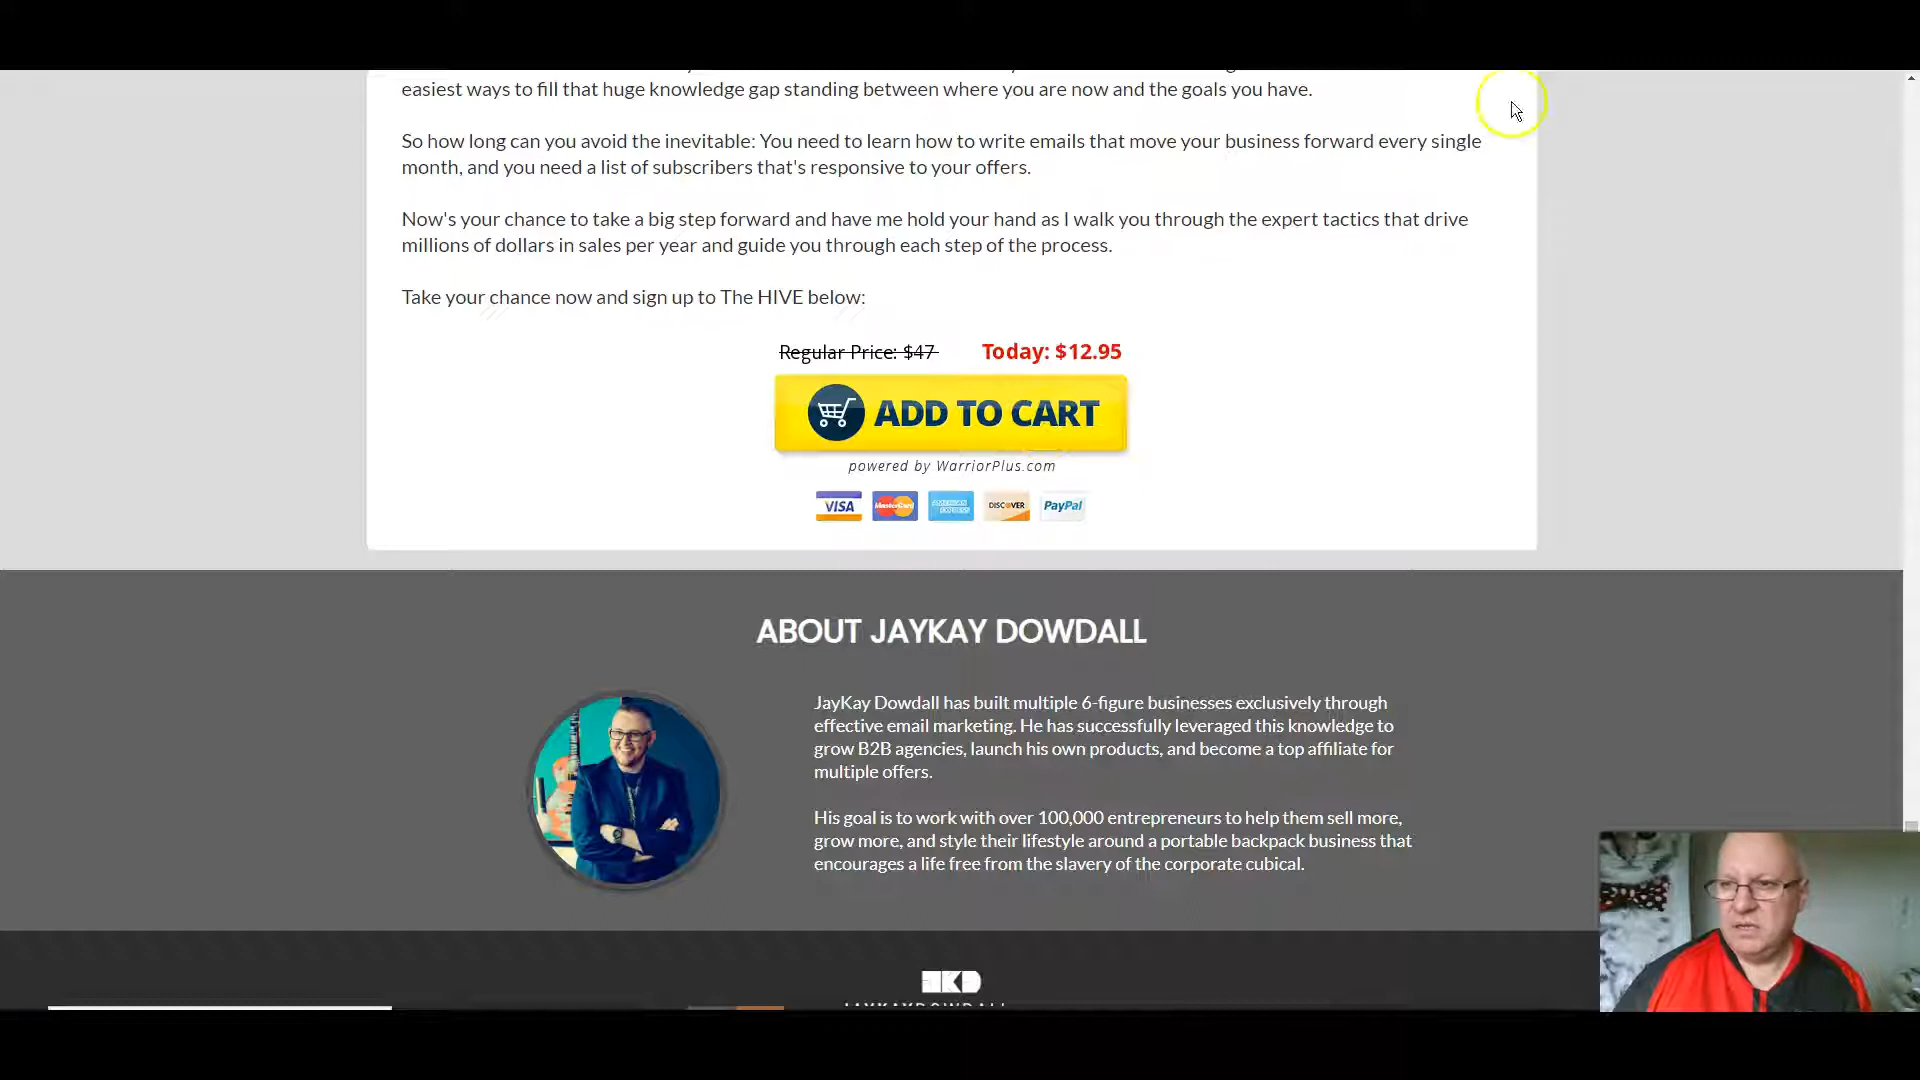 easiest ways to fill that huge knowledge gap standing between where you are now and the goals you have.
So how long can you avoid the inevitable: You need to learn how to write emails that move your business forward every single
month, and you need a list of subscribers that's responsive to your offers.
Now's your chance to take a big step forward and have me hold your hand as I walk you through the expert tactics that drive
millions of dollars in sales per year and guide you through each step of the process.
Take your chance now and sign up to The HIVE below:
Regular Price: $47 Today: $12.95
ADD TO CART
powered by WarriorPlus.com
VISA MasterCard AMERICAN EXPRESS DISCOVER PayPal
ABOUT JAYKAY DOWDALL
JayKay Dowdall has built multiple 6-figure businesses exclusively through
effective email marketing. He has successfully leveraged this knowledge to
grow B2B agencies, launch his own products, and become a top affiliate for
multiple offers.
His goal is to work with over 100,000 entrepreneurs to help them sell more,
grow more, and style their lifestyle around a portable backpack business that
encourages a life free from the slavery of the corporate cubical.
JKD
JAYKAYDOWDALL